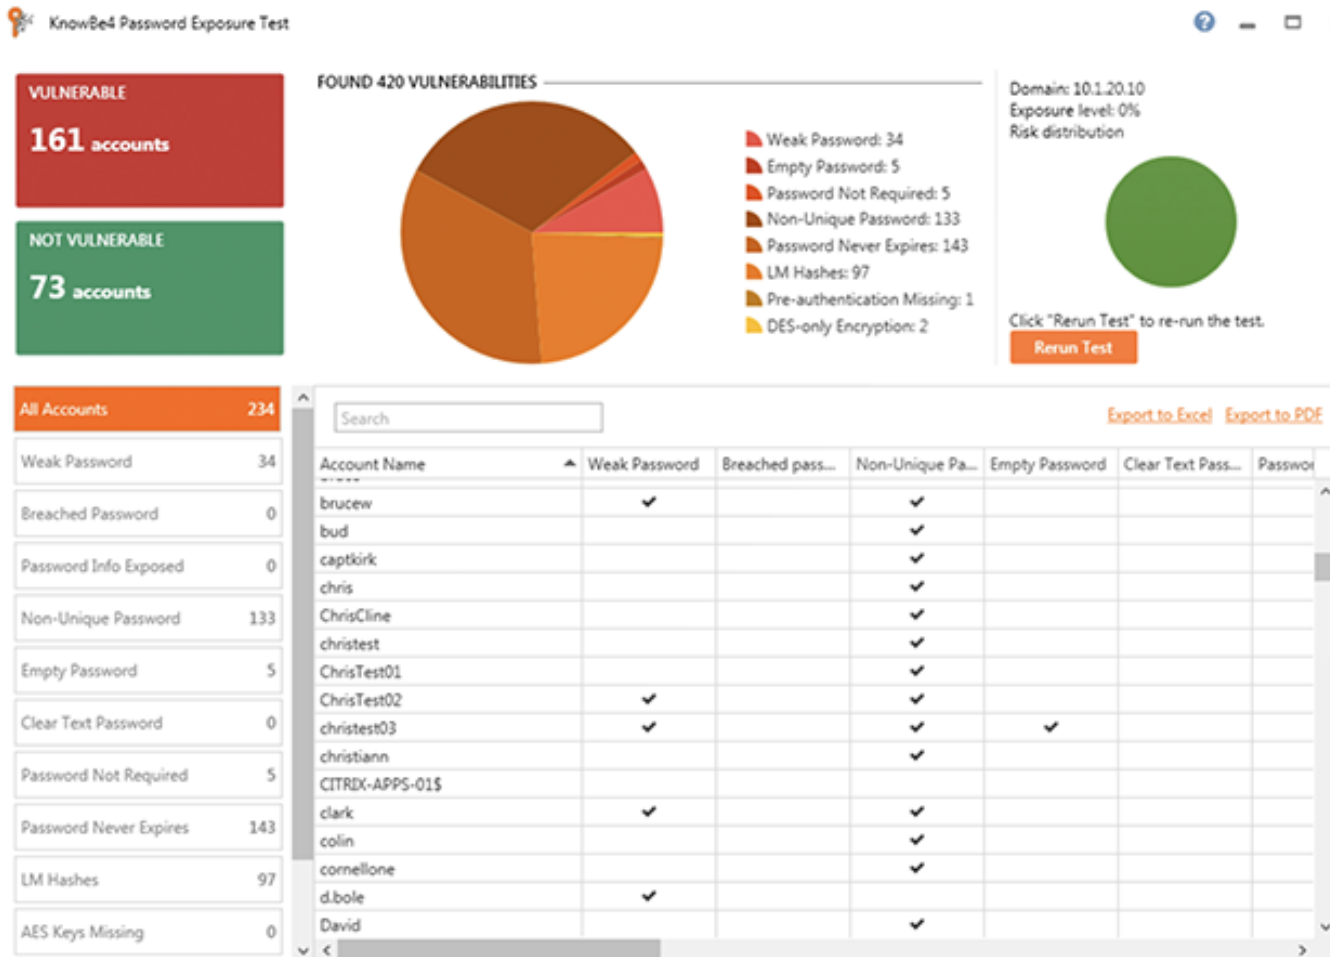 KnowBe4 Password Exposure Test
VULNERABLE
161 accounts
NOT VULNERABLE
73 accounts
FOUND 420 VULNERABILITIES
Weak Password: 34
Empty Password: 5
Password Not Required: 5
Non-Unique Password: 133
Password Never Expires: 143
LM Hashes: 97
Pre-authentication Missing: 1
DES-only Encryption: 2
Domain: 10.1.20.10
Exposure level: 0%
Risk distribution
Click "Rerun Test" to re-run the test.
Rerun Test
All Accounts 234
Weak Password 34
Breached Password 0
Password Info Exposed 0
Non-Unique Password 133
Empty Password 5
Clear Text Password 0
Password Not Required 5
Password Never Expires 143
LM Hashes 97
AES Keys Missing 0
Search
Export to Excel Export to PDF
Account Name Weak Password Breached pass... Non-Unique Pa... Empty Password Clear Text Pass... Passwor
brucew
bud
captkirk
chris
ChrisCline
christest
ChrisTest01
ChrisTest02
christest03
christiann
CITRIX-APPS-01$
clark
colin
cornellone
d.bole
David